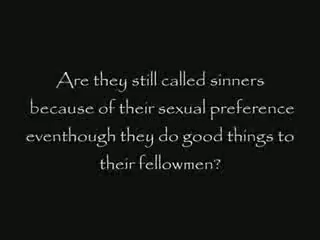 Are they still called sinners
because of their sexual preference
eventhough they do good things to
their fellowmen?